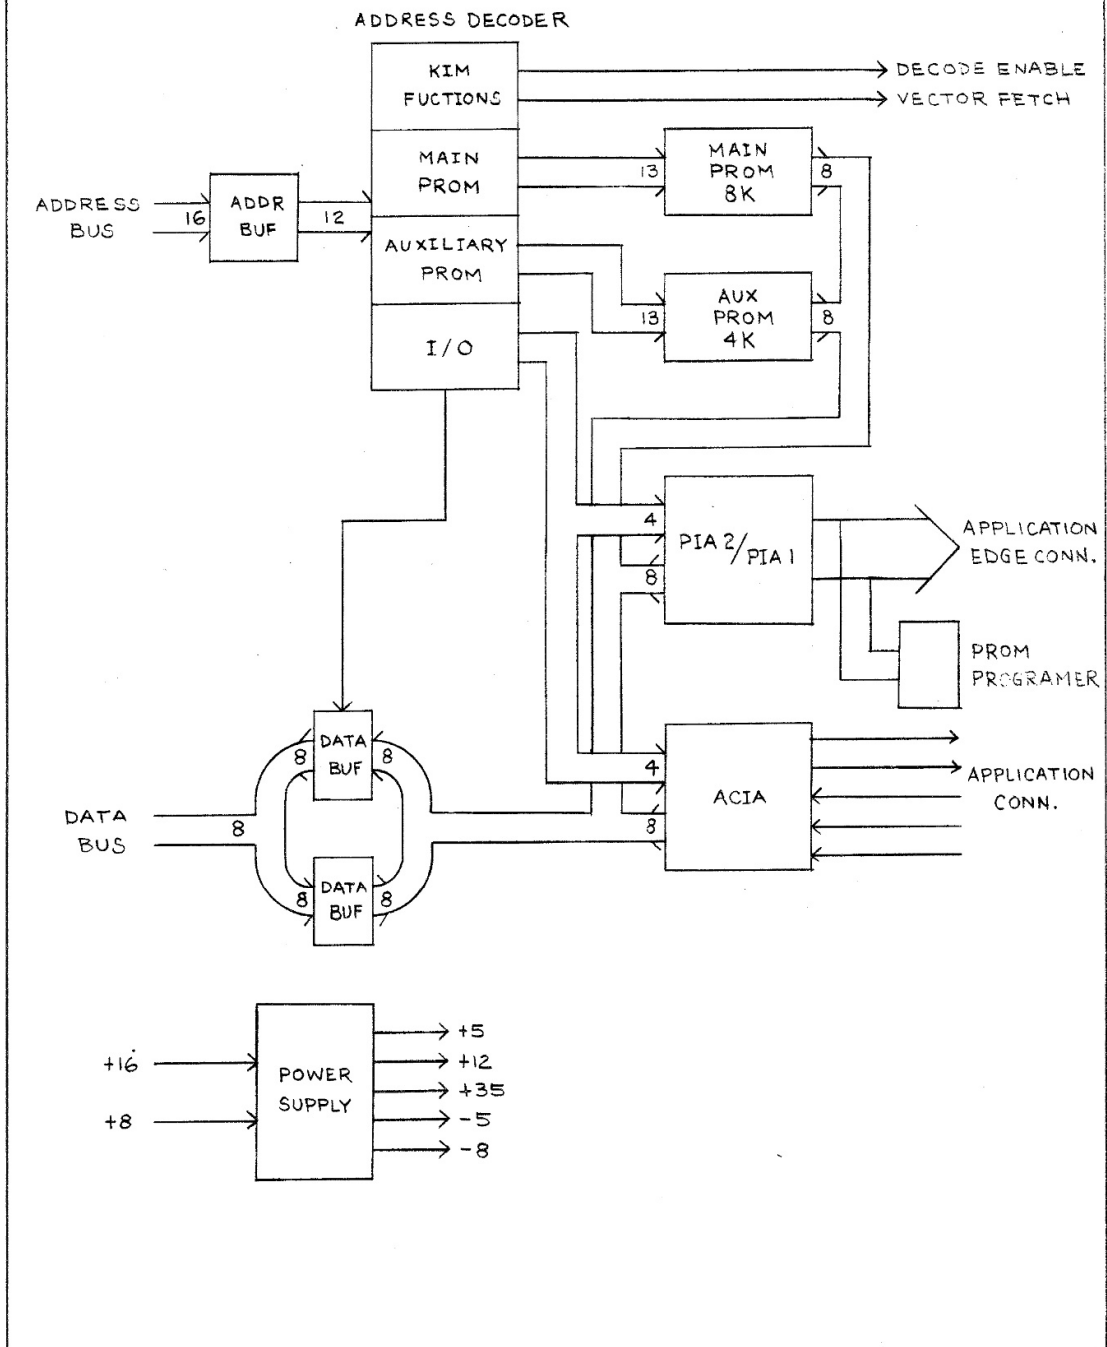 ADDRESS DECODER
KIM
FUCTIONS
DECODE ENABLE
VECTOR FETCH
MAIN
PROM
13
MAIN
PROM
8K
8
ADDRESS
BUS
16
ADDR
BUF
12
AUXILIARY
PROM
13
AUX
PROM
4K
8
I/O
4
8
PIA 2/PIA 1
APPLICATION
EDGE CONN.
PROM
PROGRAMER
DATA
BUS
8
8
DATA
BUF
8
8
DATA
BUF
8
4
8
ACIA
APPLICATION
CONN.
+16
+8
POWER
SUPPLY
+5
+12
+35
-5
-8